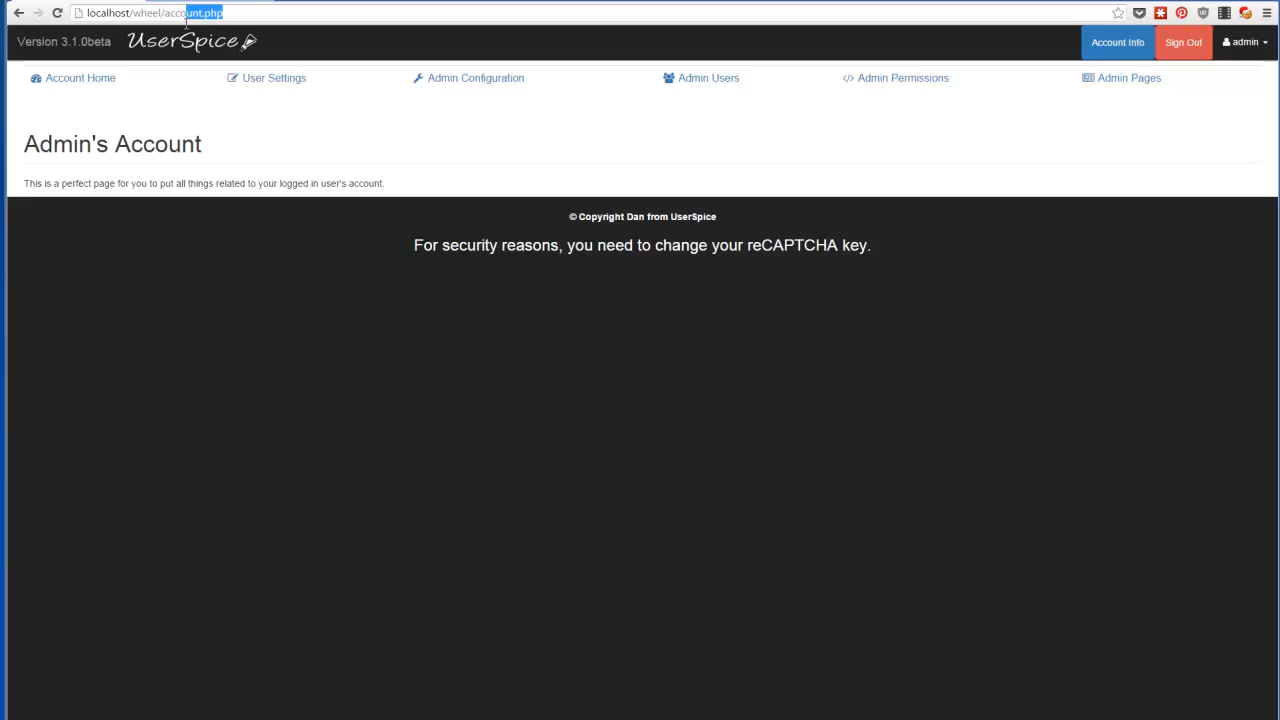 localhost/wheel/account.php
Version 3.1.0beta UserSpice Account Info Sign Out admin
Account Home User Settings Admin Configuration Admin Users Admin Permissions Admin Pages
Admin's Account
This is a perfect page for you to put all things related to your logged in user's account.
© Copyright Dan from UserSpice
For security reasons, you need to change your reCAPTCHA key.